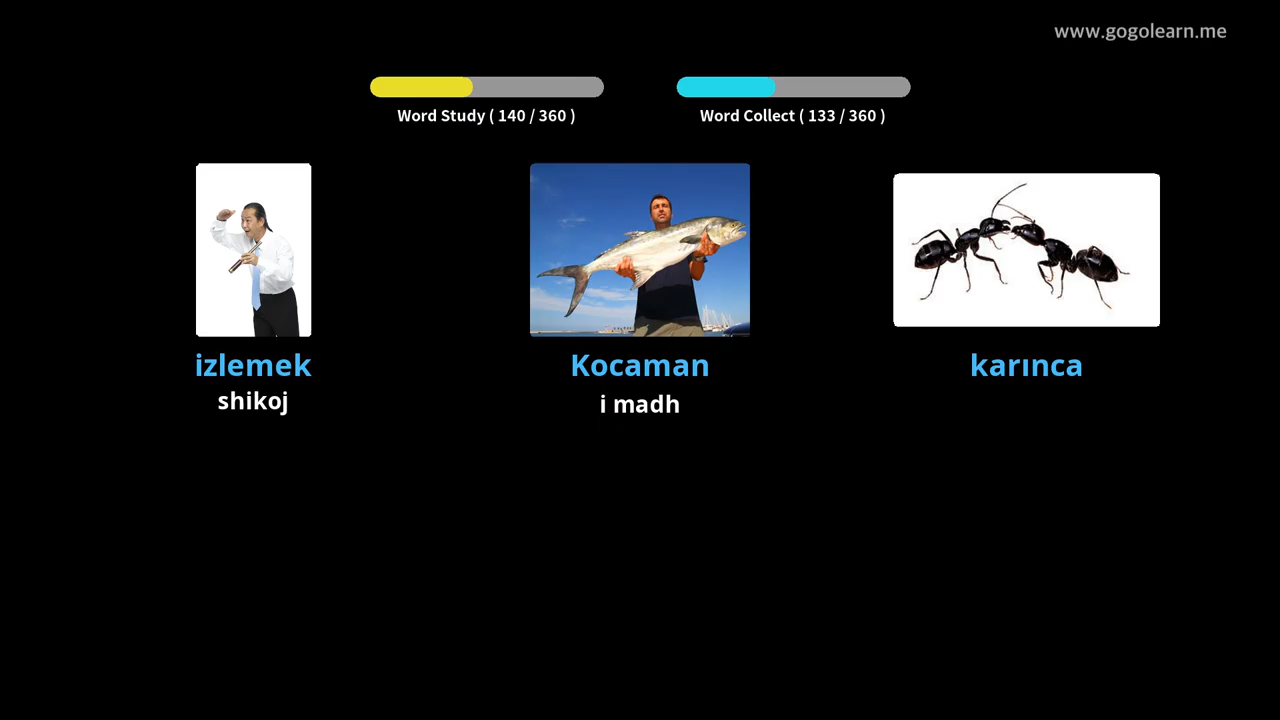 www.gogolearn.me
Word Study ( 140 / 360 )
Word Collect ( 133 / 360 )
izlemek
shikoj
Kocaman
i madh
karınca